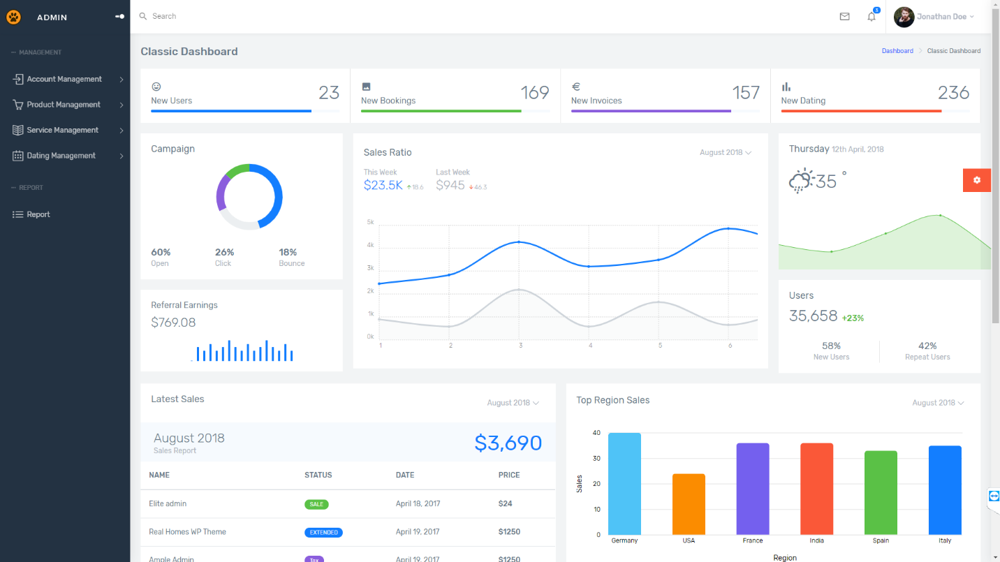 ADMIN
Search
3
Jonathan Doe
--- MANAGEMENT
Account Management
Product Management
Service Management
Dating Management
--- REPORT
Report
Classic Dashboard
Dashboard > Classic Dashboard
New Users
23
New Bookings
169
€
New Invoices
157
New Dating
236
Campaign
60% 26% 18%
Open Click Bounce
Referral Earnings
$769.08
Sales Ratio
August 2018
This Week Last Week
$23.5K 18.6 $945 46.3
5k
4k
3k
2k
1k
0k
1 2 3 4 5 6
Thursday 12th April, 2018
35 °
Users
35,658 +23%
58% 42%
New Users Repeat Users
Latest Sales
August 2018
August 2018
Sales Report
$3,690
NAME STATUS DATE PRICE
Elite admin SALE April 18, 2017 $24
Real Homes WP Theme EXTENDED April 19, 2017 $1250
Ample Admin Tax April 19, 2017 $1250
Top Region Sales
August 2018
Sales
40
30
20
10
0
Germany USA France India Spain Italy
Region